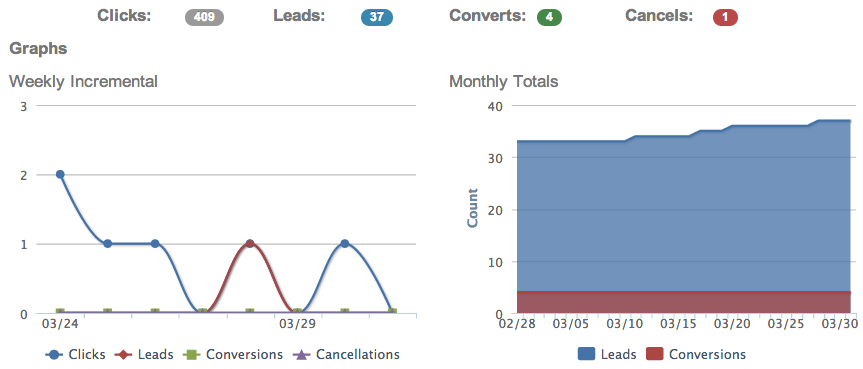 Clicks: 409 Leads: 37 Converts: 4 Cancels: 1
Graphs
Weekly Incremental
3
2
1
0
03/24 03/29
Clicks Leads Conversions Cancellations
Monthly Totals
Count
40
30
20
10
0
02/28 03/05 03/10 03/15 03/20 03/25 03/30
Leads Conversions